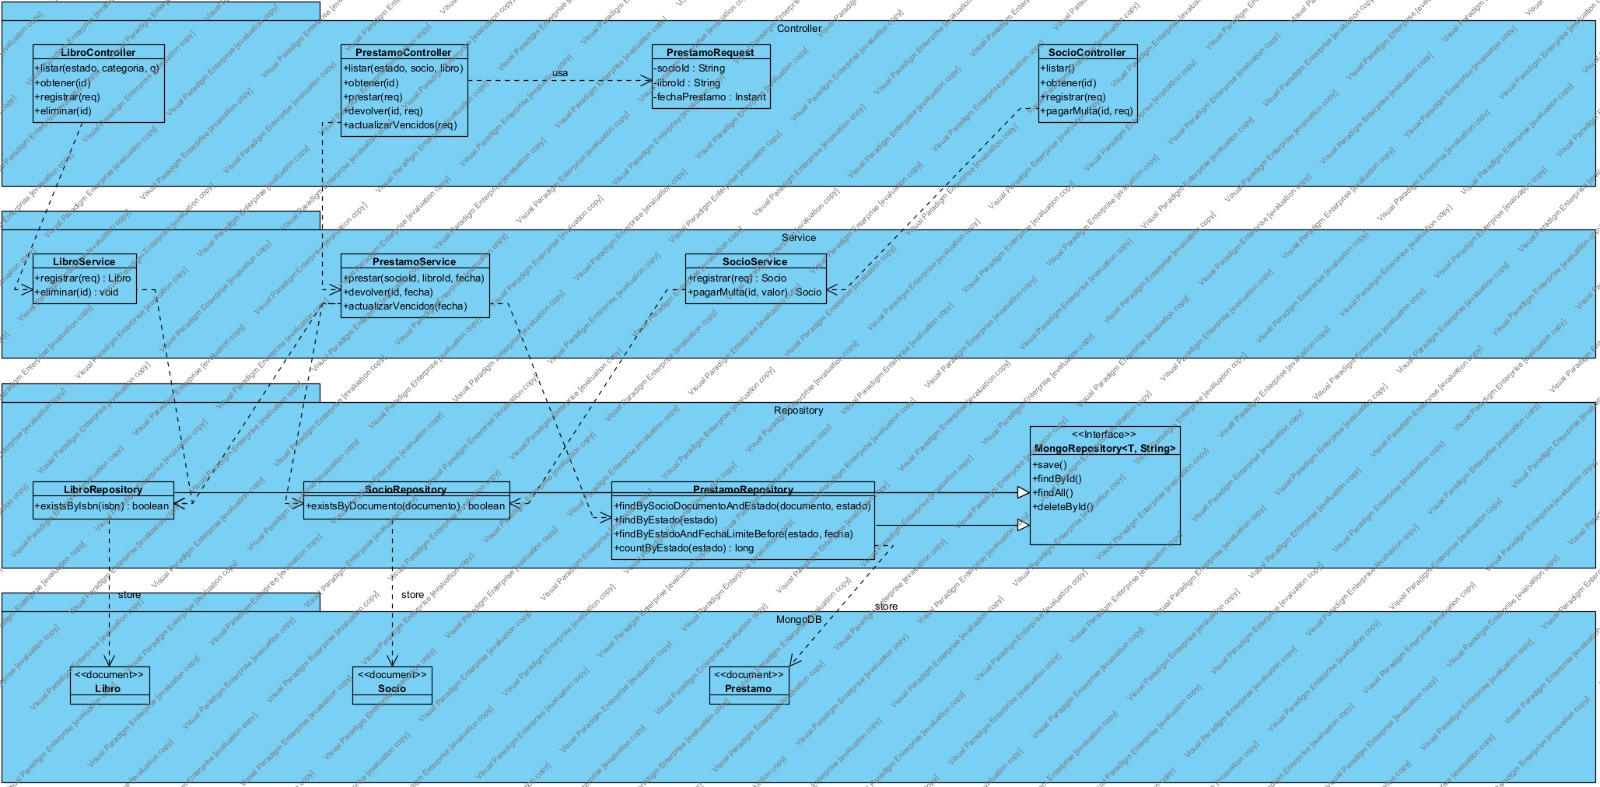 Controller
LibroController
+listar(estado, categoria, q)
+obtener(id)
+registrar(req)
+eliminar(id)
PrestamoController
+listar(estado, socio, libro)
+obtener(id)
+prestar(req)
+devolver(id, req)
+actualizarVencidos(req)
usa
PrestamoRequest
-socioId : String
-libroId : String
-fechaPrestamo : Instant
SocioController
+listar()
+obtener(id)
+registrar(req)
+pagarMulta(id, req)
Service
LibroService
+registrar(req) : Libro
+eliminar(id) : void
PrestamoService
+prestar(socioId, libroId, fecha)
+devolver(id, fecha)
+actualizarVencidos(fecha)
SocioService
+registrar(req) : Socio
+pagarMulta(id, valor) : Socio
Repository
LibroRepository
+existsByIsbn(isbn) : boolean
SocioRepository
+existsByDocumento(documento) : boolean
PrestamoRepository
+findBySocioDocumentoAndEstado(documento, estado)
+findByEstado(estado)
+findByEstadoAndFechaLimiteBefore(estado, fecha)
+countByEstado(estado) : long
<<Interface>>
MongoRepository<T, String>
+save()
+findById()
+findAll()
+deleteById()
store
store
store
MongoDB
<<document>>
Libro
<<document>>
Socio
<<document>>
Prestamo
Visual Paradigm Enterprise [evaluation copy]